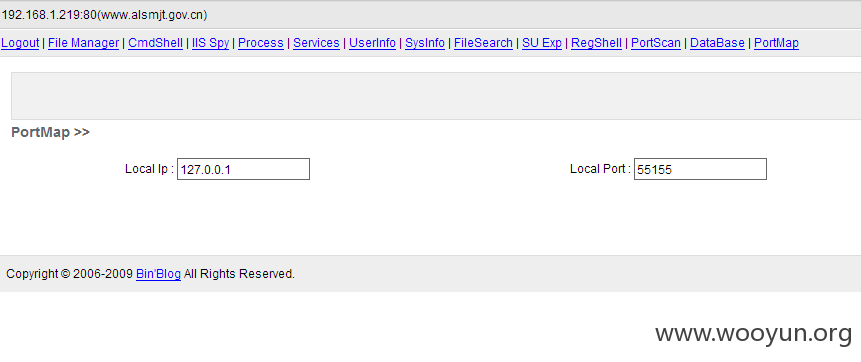 192.168.1.219:80(www.alsmjt.gov.cn)
Logout | File Manager | CmdShell | IIS Spy | Process | Services | UserInfo | SysInfo | FileSearch | SU Exp | RegShell | PortScan | DataBase | PortMap
PortMap >>
Local Ip : 127.0.0.1 Local Port : 55155
Copyright © 2006-2009 Bin'Blog All Rights Reserved.
www.wooyun.org